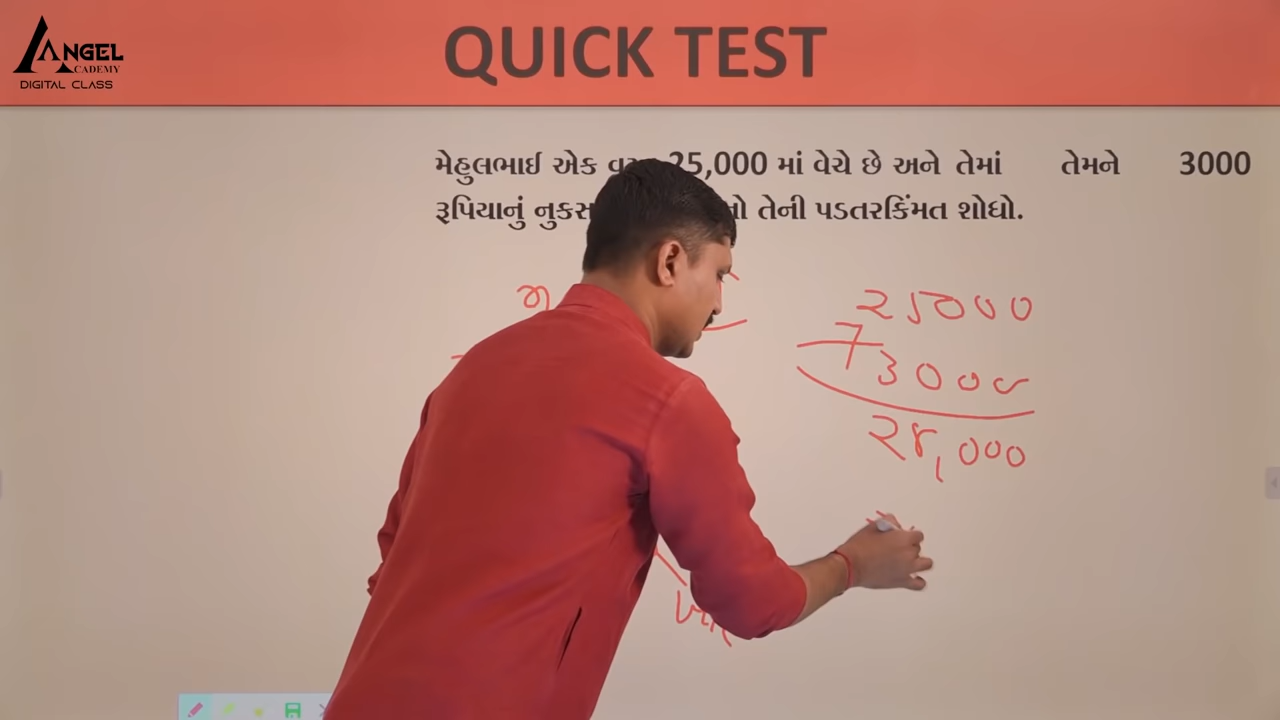 ANGEL
ACADEMY
DIGITAL CLASS
QUICK TEST
મેહુલભાઈ એક 25,000 માં વેચે છે અને તેમાં તેમને 3000
રૂપિયાનું તેની પડતરકિંમત શોધો.
25000
3000
28,000